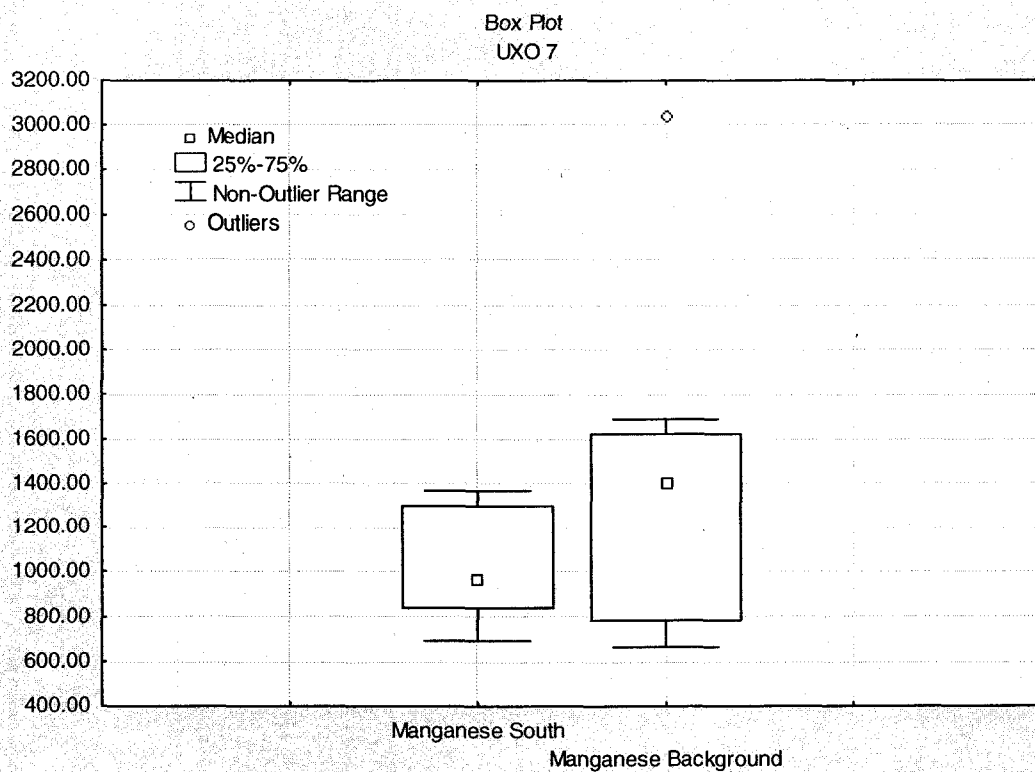 Box Plot
UXO 7
3200.00
3000.00
2800.00
2600.00
2400.00
2200.00
2000.00
1800.00
1600.00
1400.00
1200.00
1000.00
800.00
600.00
400.00
Median
25%-75%
Non-Outlier Range
Outliers
Manganese South
Manganese Background